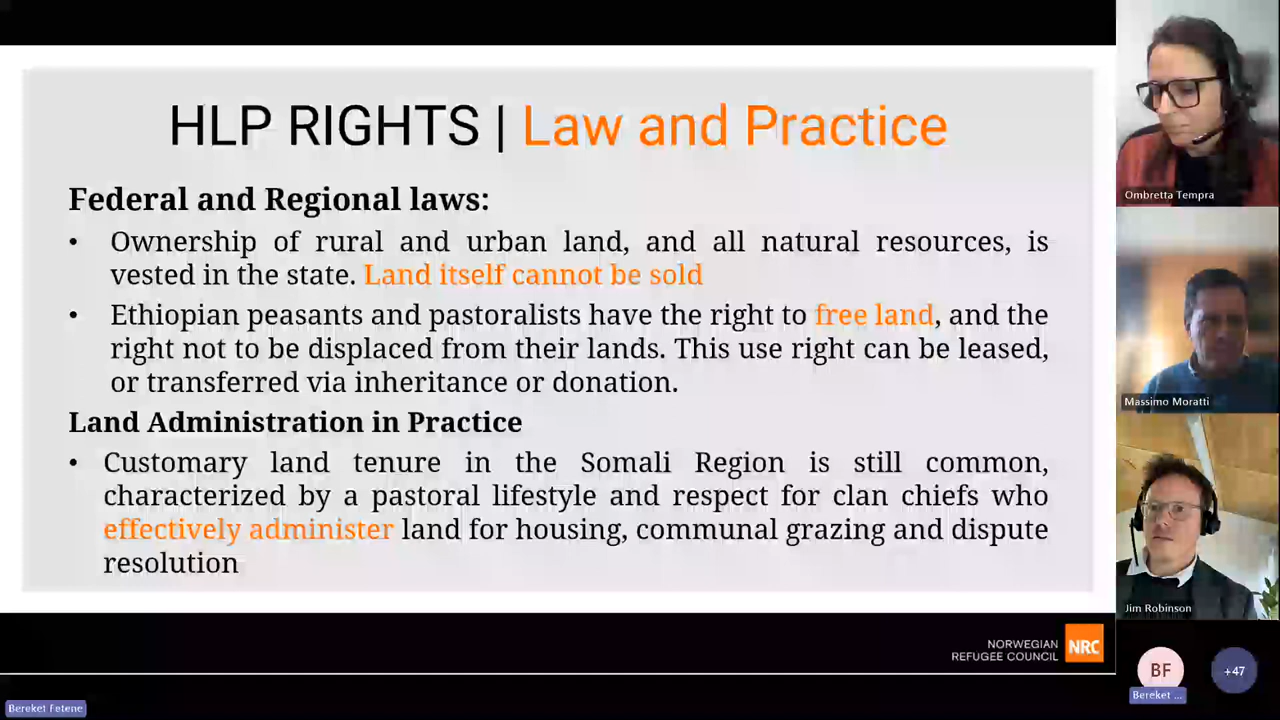 HLP RIGHTS | Law and Practice
Federal and Regional laws:
• Ownership of rural and urban land, and all natural resources, is
vested in the state. Land itself cannot be sold
• Ethiopian peasants and pastoralists have the right to free land, and the
right not to be displaced from their lands. This use right can be leased,
or transferred via inheritance or donation.
Land Administration in Practice
• Customary land tenure in the Somali Region is still common,
characterized by a pastoral lifestyle and respect for clan chiefs who
effectively administer land for housing, communal grazing and dispute
resolution
NORWEGIAN
REFUGEE COUNCIL
NRC
Bereket Fetene
Ombretta Tempra
Massimo Moratti
Jim Robinson
BF
Bereket ...
+47